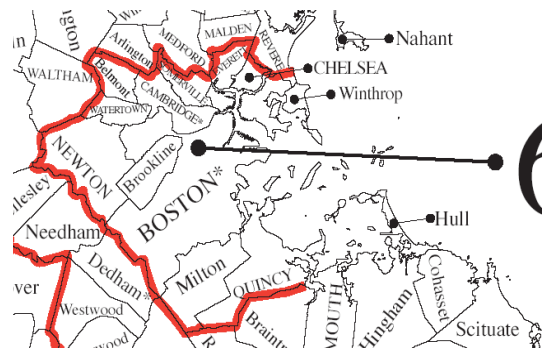 Nahant
MALDEN
MEDFORD
Arlington
REVERE
CHELSEA
WALTHAM
Belmont
SOMERVILLE
Winthrop
WATERTOWN
CAMBRIDGE*
NEWTON
Brookline
BOSTON*
6
Needham
Hull
Dedham*
Milton
QUINCY
Cohasset
Westwood
Hingham
Scituate